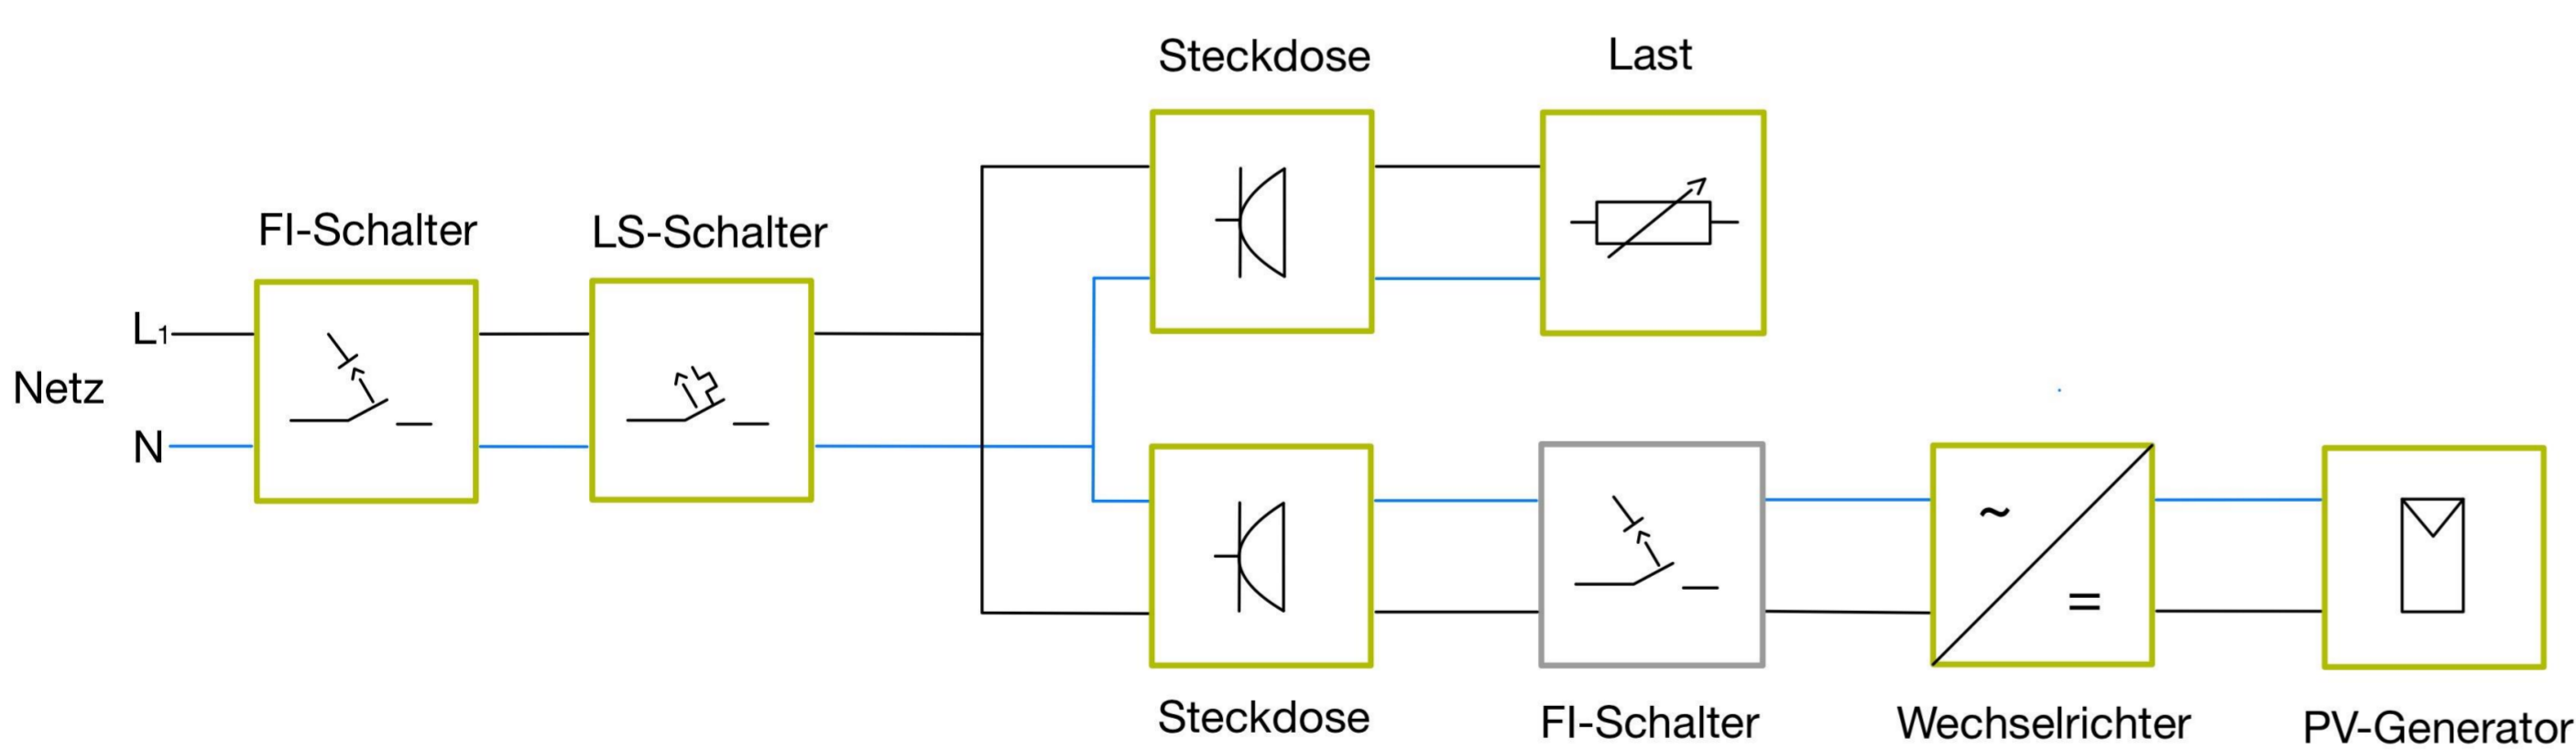 Steckdose
Last
FI-Schalter
LS-Schalter
L1
Netz
N
~
=
Steckdose
FI-Schalter
Wechselrichter
PV-Generator